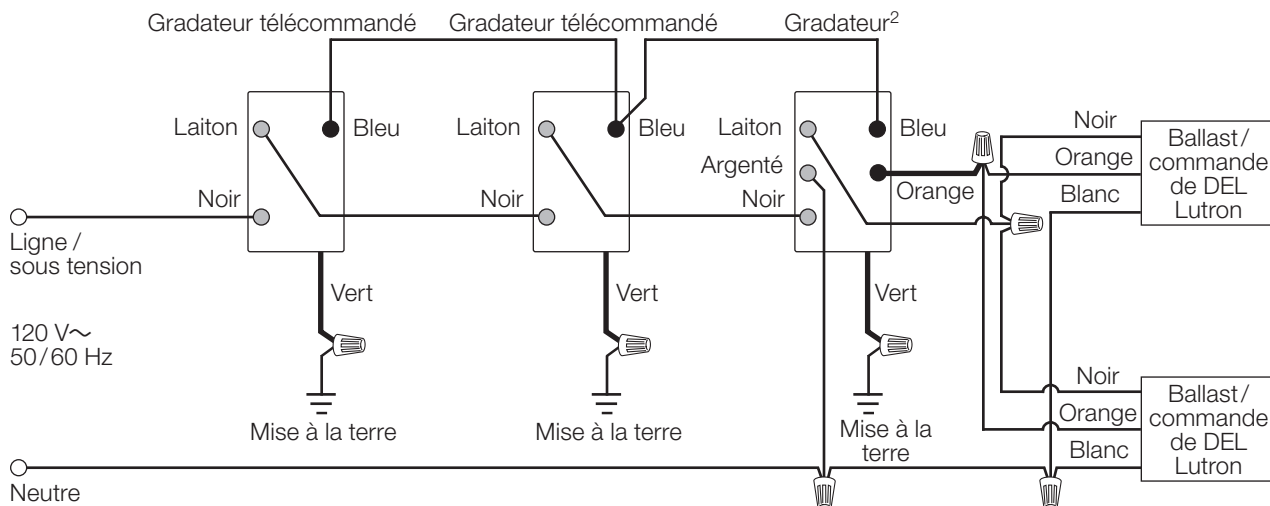 Gradateur télécommandé
Gradateur télécommandé
Gradateur2
Laiton
Bleu
Laiton
Bleu
Laiton
Bleu
Argenté
Orange
Noir
Noir
Noir
Noir
Orange
Blanc
Ballast/
commande
de DEL
Lutron
Ligne /
sous tension
120 V~
50/60 Hz
Vert
Vert
Vert
Mise à la terre
Mise à la terre
Mise à la
terre
Noir
Orange
Blanc
Ballast/
commande
de DEL
Lutron
Neutre